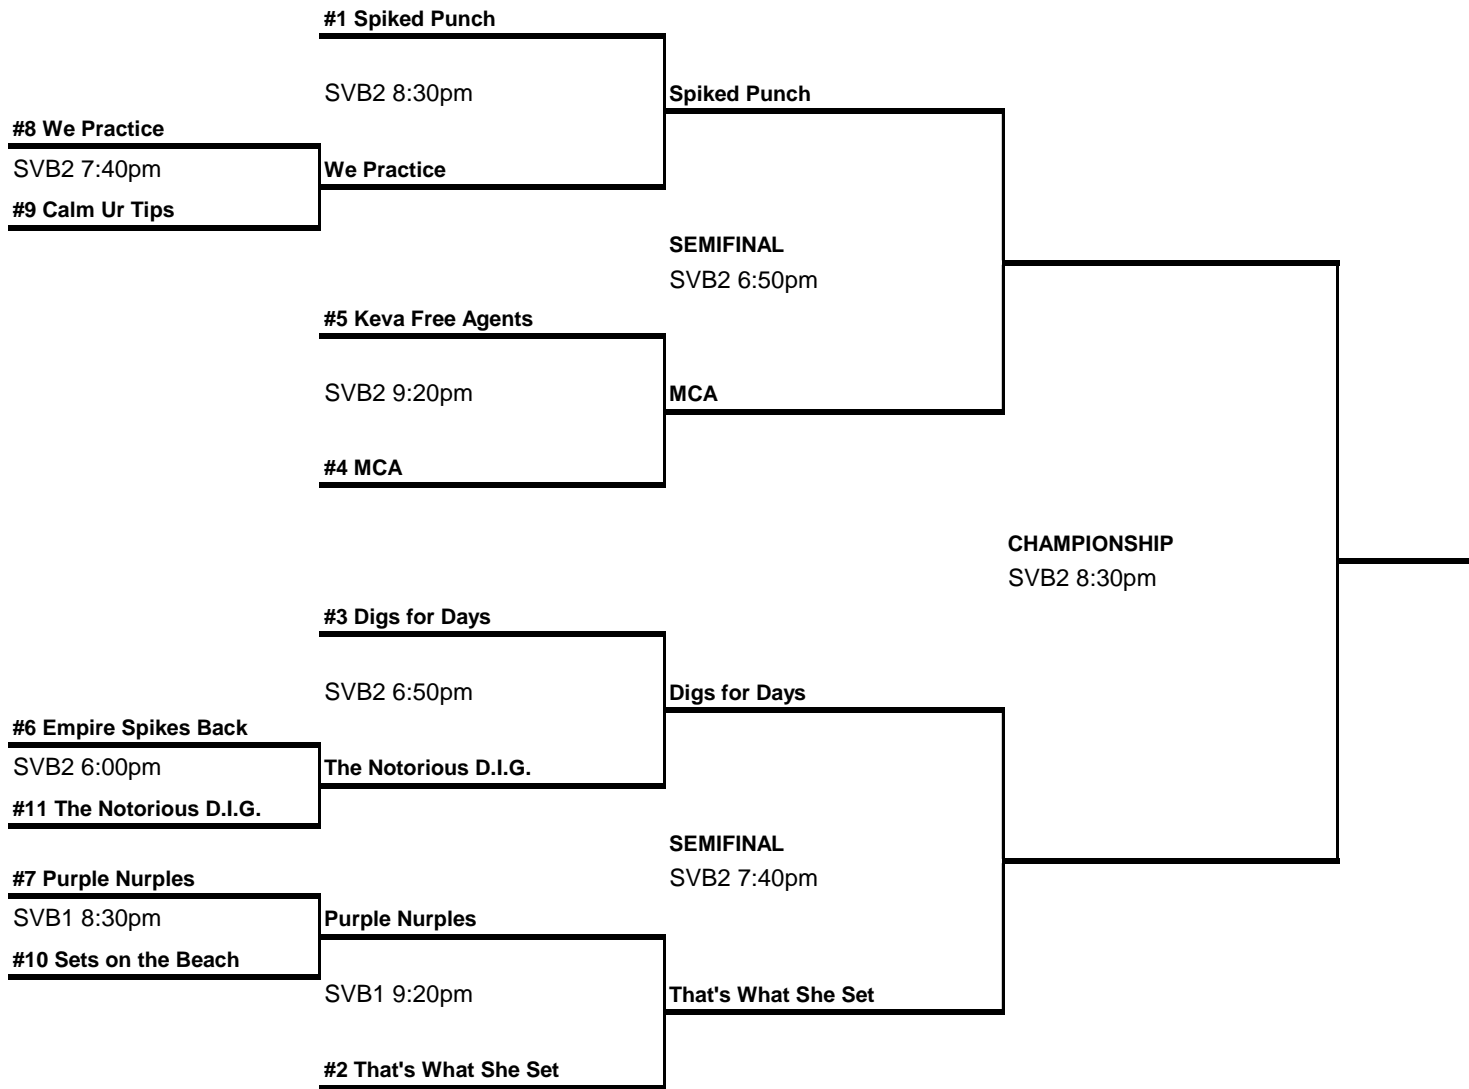 #1 Spiked Punch
SVB2 8:30pm
Spiked Punch
#8 We Practice
SVB2 7:40pm
We Practice
#9 Calm Ur Tips
SEMIFINAL
SVB2 6:50pm
#5 Keva Free Agents
SVB2 9:20pm
MCA
#4 MCA
CHAMPIONSHIP
SVB2 8:30pm
#3 Digs for Days
SVB2 6:50pm
Digs for Days
#6 Empire Spikes Back
SVB2 6:00pm
The Notorious D.I.G.
#11 The Notorious D.I.G.
SEMIFINAL
SVB2 7:40pm
#7 Purple Nurples
SVB1 8:30pm
Purple Nurples
#10 Sets on the Beach
SVB1 9:20pm
That's What She Set
#2 That's What She Set